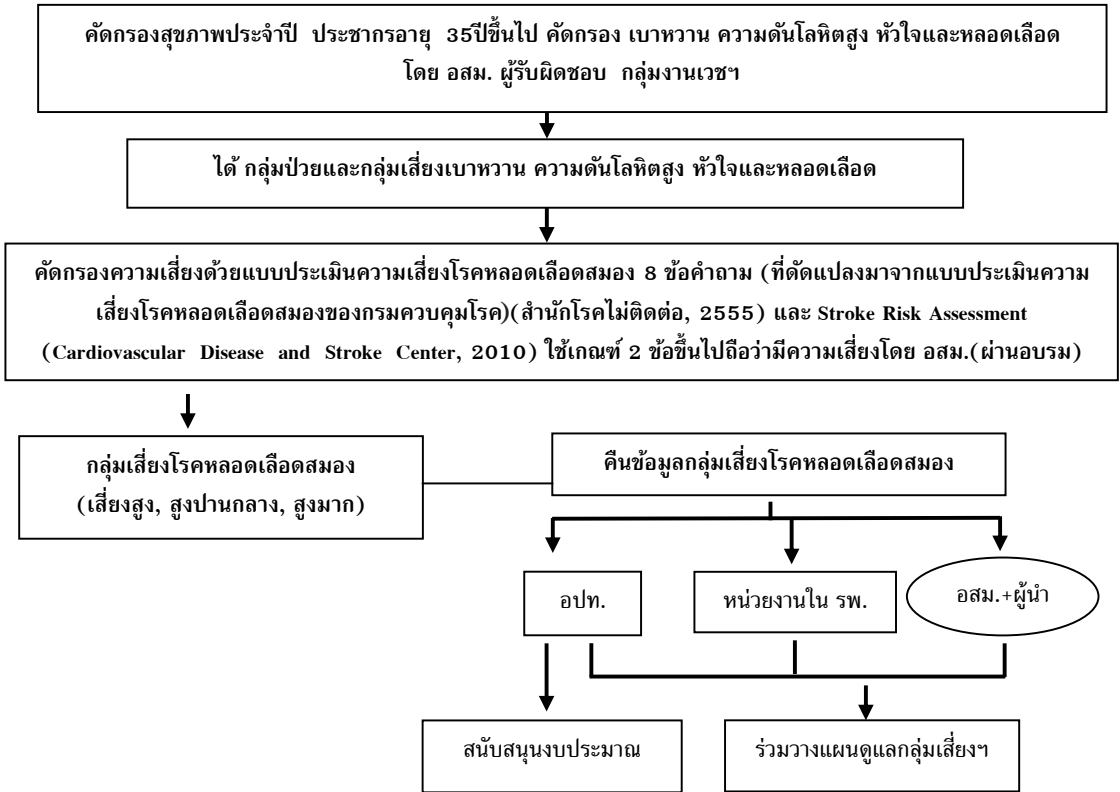 คัดกรองสุขภาพประจำปี ประชากรอายุ 35ปีขึ้นไป คัดกรอง เบาหวาน ความดันโลหิตสูง หัวใจและหลอดเลือด
โดย อสม. ผู้รับผิดชอบ กลุ่มงานเวชฯ
ได้ กลุ่มป่วยและกลุ่มเสี่ยงเบาหวาน ความดันโลหิตสูง หัวใจและหลอดเลือด
คัดกรองความเสี่ยงด้วยแบบประเมินความเสี่ยงโรคหลอดเลือดสมอง 8 ข้อคำถาม (ที่ดัดแปลงมาจากแบบประเมินความ
เสี่ยงโรคหลอดเลือดสมองของกรมควบคุมโรค)(สำนักโรคไม่ติดต่อ, 2555) และ Stroke Risk Assessment
(Cardiovascular Disease and Stroke Center, 2010) ใช้เกณฑ์ 2 ข้อขึ้นไปถือว่ามีความเสี่ยงโดย อสม.(ผ่านอบรม)
กลุ่มเสี่ยงโรคหลอดเลือดสมอง
(เสี่ยงสูง, สูงปานกลาง, สูงมาก)
คืนข้อมูลกลุ่มเสี่ยงโรคหลอดเลือดสมอง
อปท.
หน่วยงานใน รพ.
อสม.+ผู้นำ
สนับสนุนงบประมาณ
ร่วมวางแผนดูแลกลุ่มเสี่ยงฯ